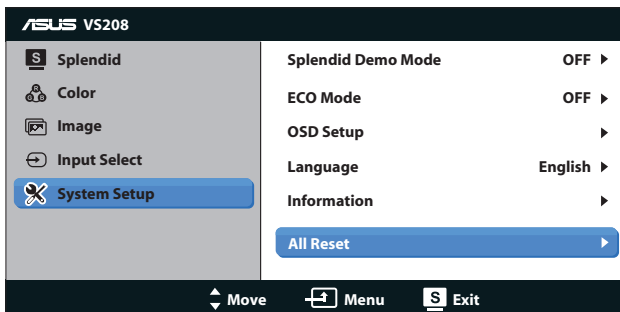 ASUS VS208
S Splendid
Color
Image
Input Select
System Setup
Splendid Demo Mode OFF
ECO Mode OFF
OSD Setup
Language English
Information
All Reset
Move Menu S Exit